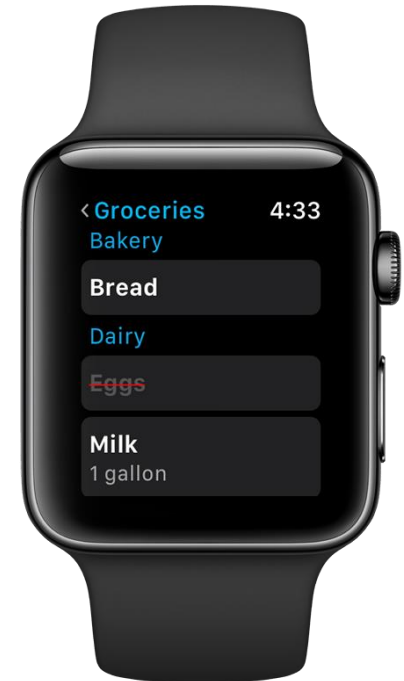 Groceries 4:33
Bakery
Bread
Dairy
Eggs
Milk
1 gallon